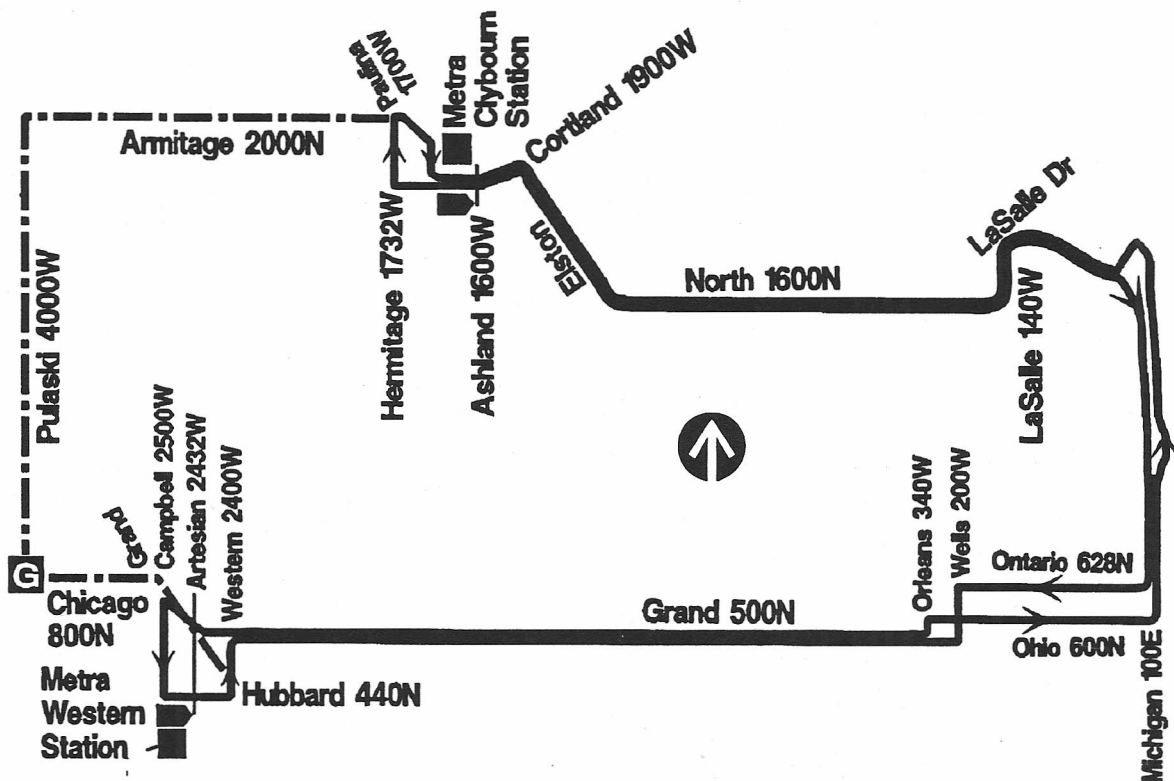 Paulina
1700W
Metra
Clybourn
Station
Cortland 1900W
Armitage 2000N
Pulaski 4000W
Hermitage 1732W
Ashland 1600W
Elston
North 1600N
LaSalle Dr
LaSalle 140W
G
Chicago
800N
Grand
Campbell 2500W
Artesian 2432W
Western 2400W
Grand 500N
Orleans 340W
Wells 200W
Ontario 628N
Ohio 600N
Michigan 100E
Hubbard 440N
Metra
Western
Station